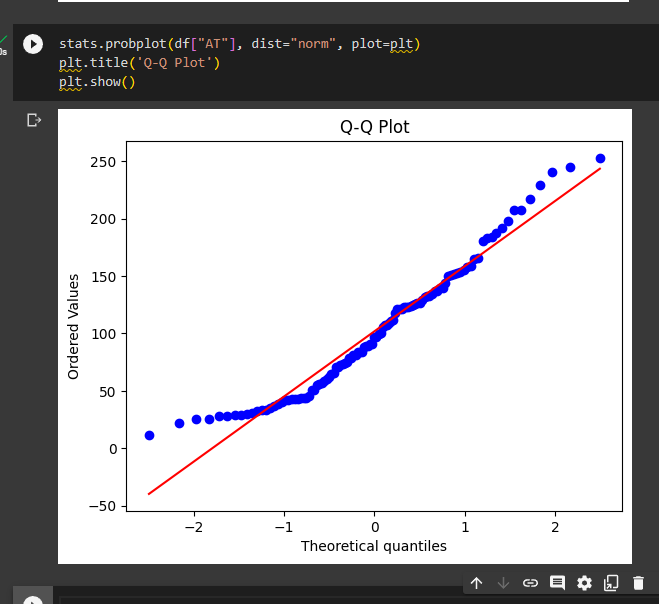 0s
stats.probplot(df["AT"], dist="norm", plot=plt)
plt.title('Q-Q Plot')
plt.show()
Q-Q Plot
250
200
150
100
50
0
−50
Ordered Values
−2
−1
0
1
2
Theoretical quantiles